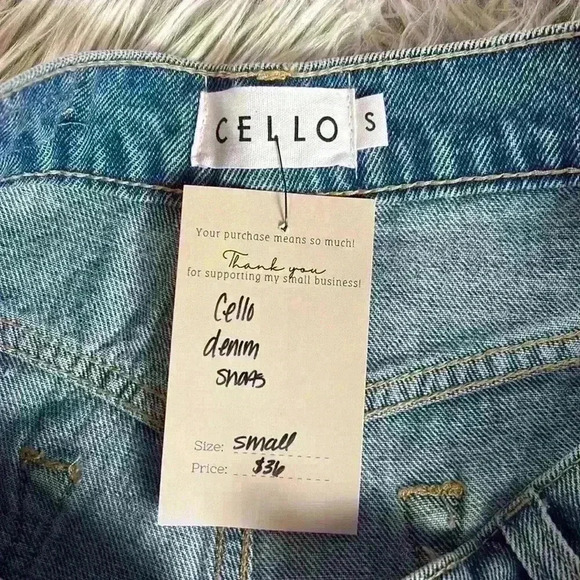 CELLO
S
Your purchase means so much!
Thank you
for supporting my small business!
Cello
denim
Size: small
Price: $36